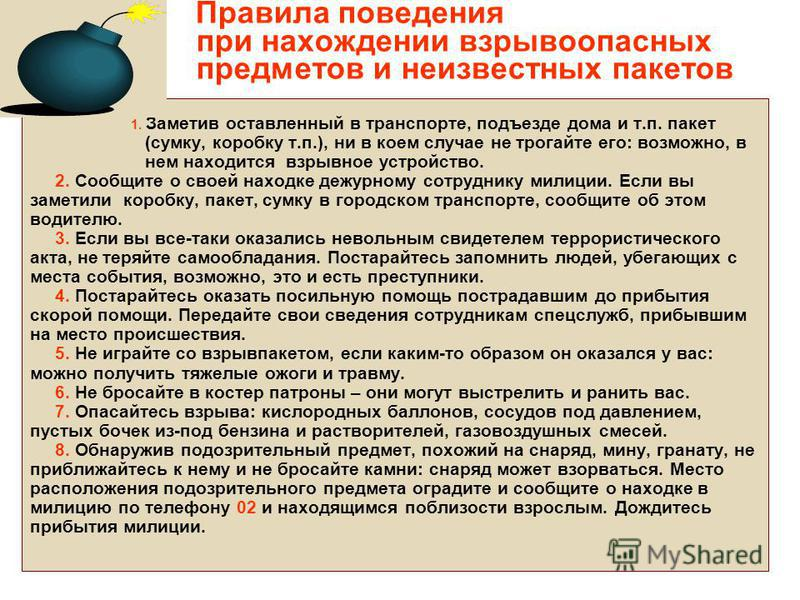 Правила поведения
при нахождении взрывоопасных
предметов и неизвестных пакетов
1. Заметив оставленный в транспорте, подъезде дома и т.п. пакет
(сумку, коробку т.п.), ни в коем случае не трогайте его: возможно, в
нем находится взрывное устройство.
2. Сообщите о своей находке дежурному сотруднику милиции. Если вы
заметили коробку, пакет, сумку в городском транспорте, сообщите об этом
водителю.
3. Если вы все-таки оказались невольным свидетелем террористического
акта, не теряйте самообладания. Постарайтесь запомнить людей, убегающих с
места события, возможно, это и есть преступники.
4. Постарайтесь оказать посильную помощь пострадавшим до прибытия
скорой помощи. Передайте свои сведения сотрудникам спецслужб, прибывшим
на место происшествия.
5. Не играйте со взрывпакетом, если каким-то образом он оказался у вас:
можно получить тяжелые ожоги и травму.
6. Не бросайте в костер патроны – они могут выстрелить и ранить вас.
7. Опасайтесь взрыва: кислородных баллонов, сосудов под давлением,
пустых бочек из-под бензина и растворителей, газовоздушных смесей.
8. Обнаружив подозрительный предмет, похожий на снаряд, мину, гранату, не
приближайтесь к нему и не бросайте камни: снаряд может взорваться. Место
расположения подозрительного предмета оградите и сообщите о находке в
милицию по телефону 02 и находящимся поблизости взрослым. Дождитесь
прибытия милиции.
MyShared